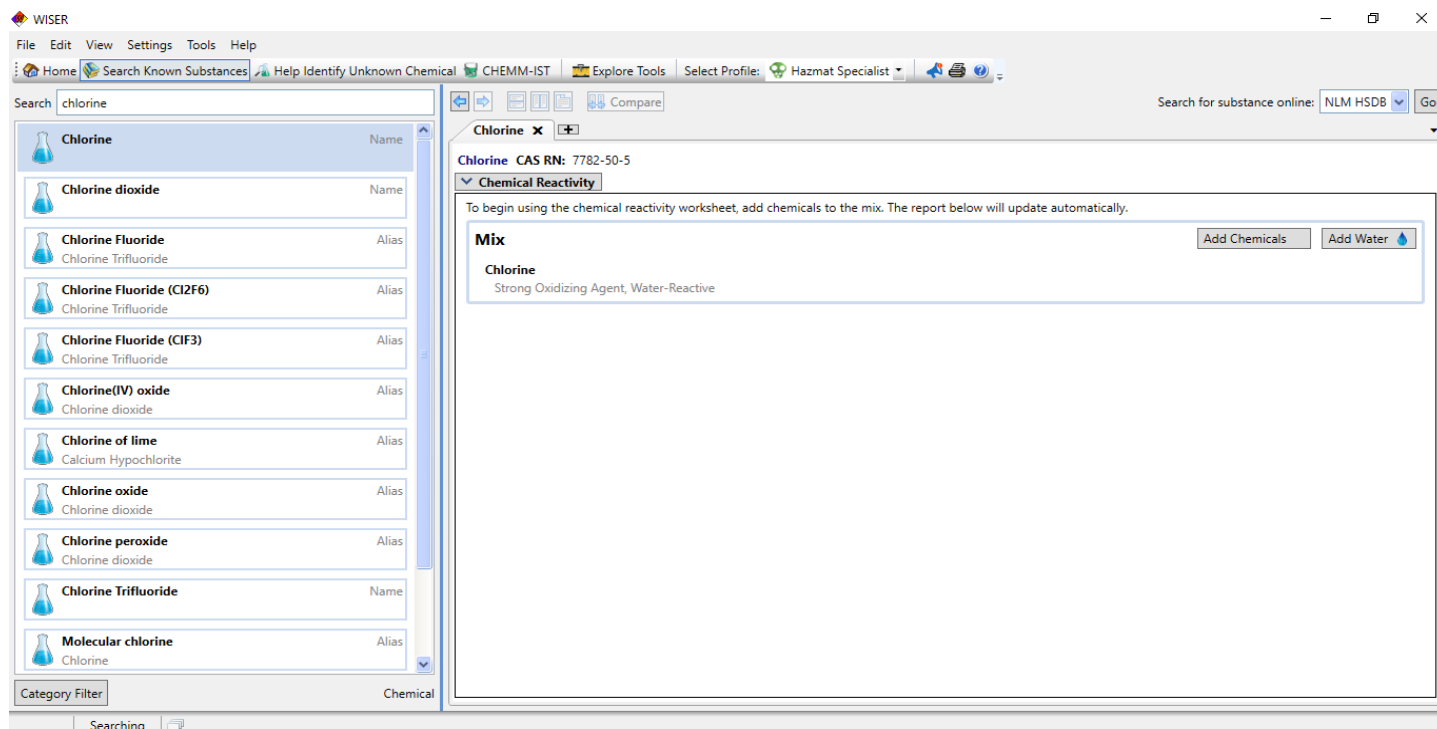 WISER
File Edit View Settings Tools Help
Home Search Known Substances Help Identify Unknown Chemical CHEMM-IST Explore Tools Select Profile: Hazmat Specialist
Search chlorine
Chlorine Name
Chlorine dioxide Name
Chlorine Fluoride Alias
Chlorine Trifluoride
Chlorine Fluoride (Cl2F6) Alias
Chlorine Trifluoride
Chlorine Fluoride (ClF3) Alias
Chlorine Trifluoride
Chlorine(IV) oxide Alias
Chlorine dioxide
Chlorine of lime Alias
Calcium Hypochlorite
Chlorine oxide Alias
Chlorine dioxide
Chlorine peroxide Alias
Chlorine dioxide
Chlorine Trifluoride Name
Molecular chlorine Alias
Chlorine
Category Filter Chemical
Compare Search for substance online: NLM HSDB Go
Chlorine
Chlorine CAS RN: 7782-50-5
Chemical Reactivity
To begin using the chemical reactivity worksheet, add chemicals to the mix. The report below will update automatically.
Mix Add Chemicals Add Water
Chlorine
Strong Oxidizing Agent, Water-Reactive
Searching